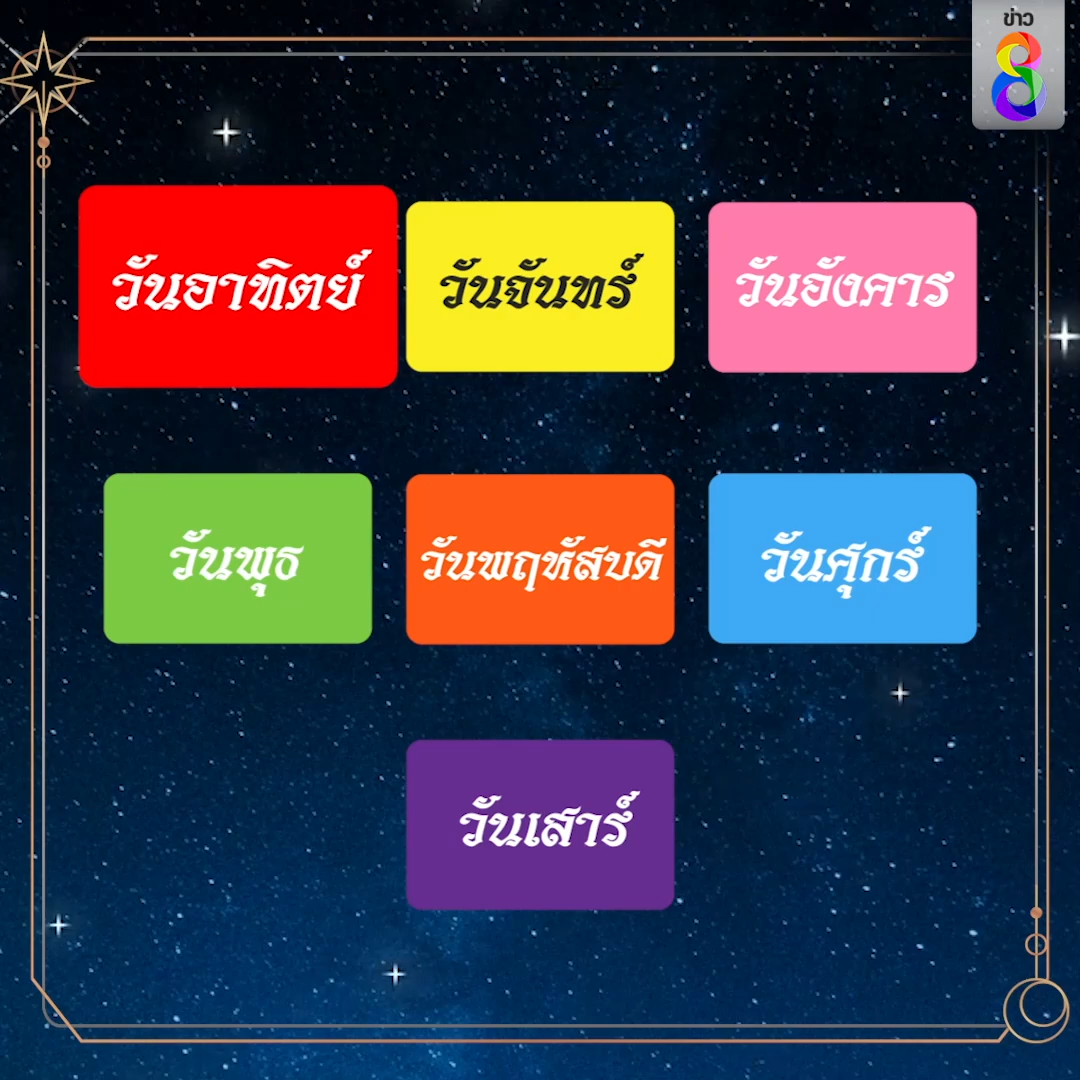 ข่าว
8
วันอาทิตย์
วันจันทร์
วันอังคาร
วันพุธ
วันพฤหัสบดี
วันศุกร์
วันเสาร์